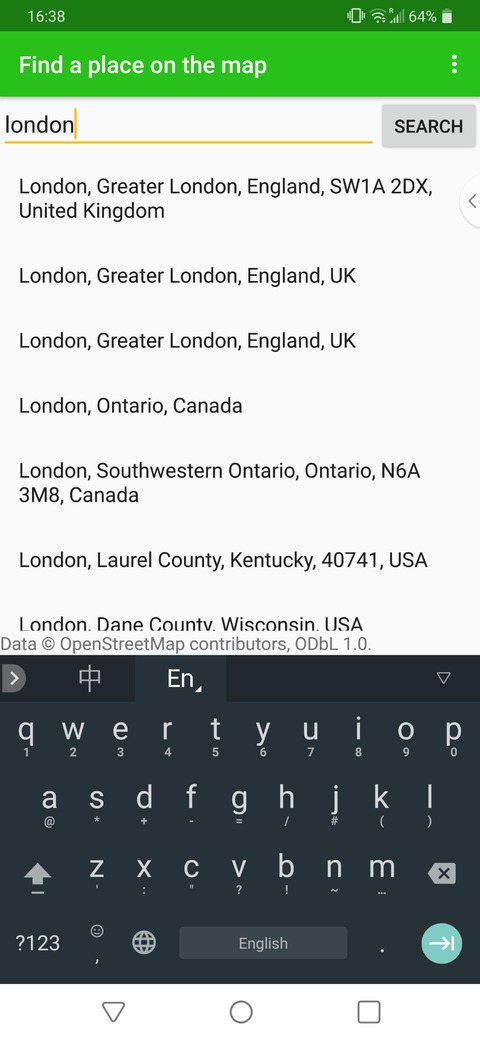 16:38
R
64%
Find a place on the map
london
SEARCH
London, Greater London, England, SW1A 2DX,
United Kingdom
London, Greater London, England, UK
London, Greater London, England, UK
London, Ontario, Canada
London, Southwestern Ontario, Ontario, N6A
3M8, Canada
London, Laurel County, Kentucky, 40741, USA
London, Dane County, Wisconsin, USA
Data © OpenStreetMap contributors, ODbL 1.0.
中 En
q w e r t y u i o p
1 2 3 4 5 6 7 8 9 0
a s d f g h j k l
@ * + - = / # ( )
z x c v b n m
' : " ? ! ~ …
?123 , English .